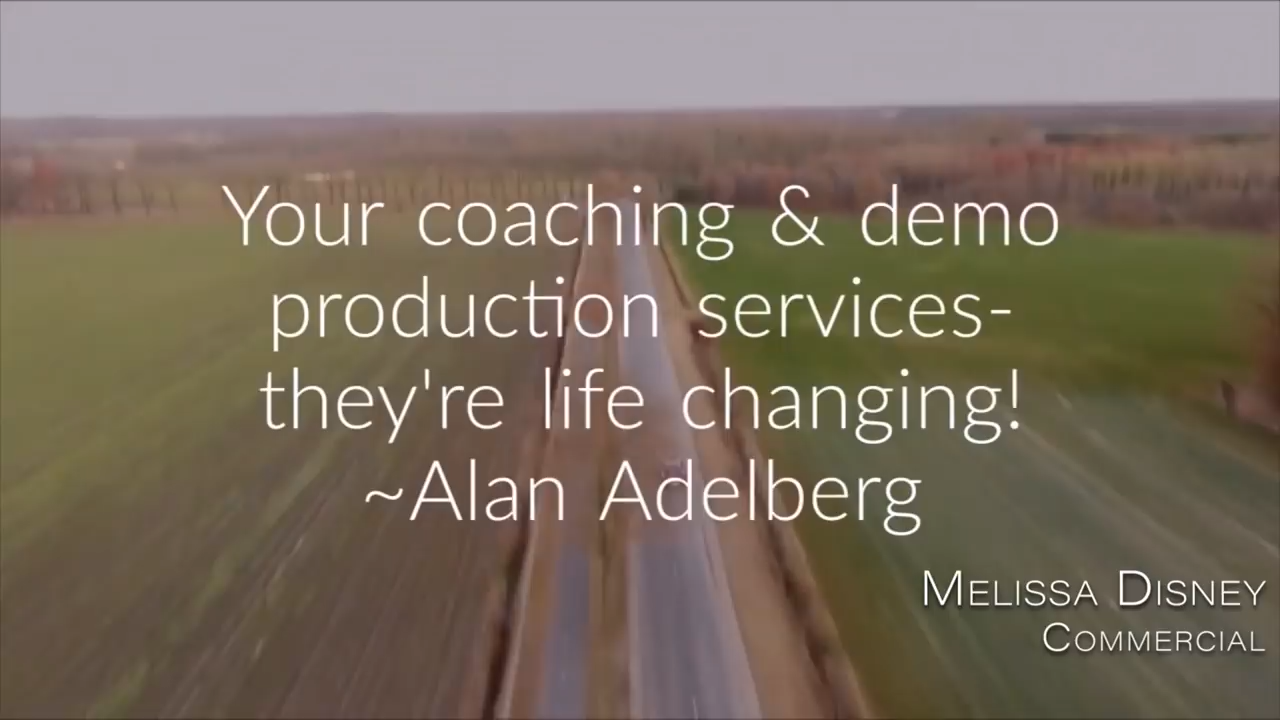 Your coaching & demo
production services-
they're life changing!
~Alan Adelberg
Melissa Disney
Commercial